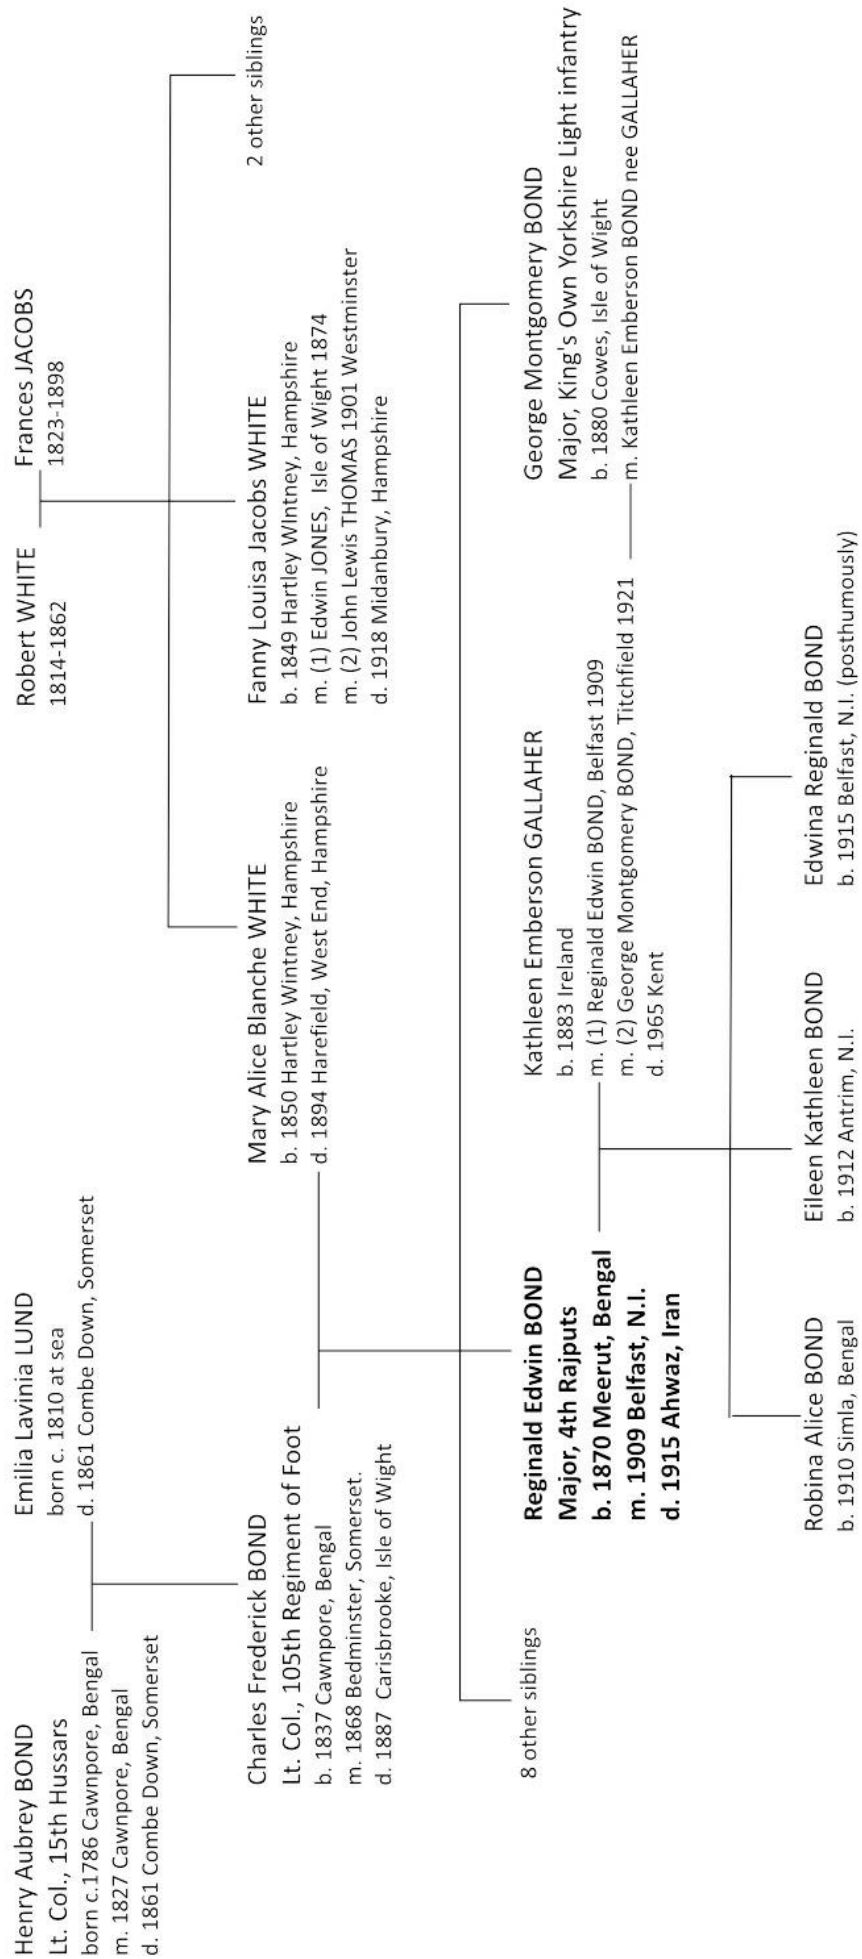 Henry Aubrey BOND
Lt. Col., 15th Hussars
born c.1786 Cawnpore, Bengal
m. 1827 Cawnpore, Bengal
d. 1861 Combe Down, Somerset
Emilia Lavinia LUND
born c. 1810 at sea
d. 1861 Combe Down, Somerset
Robert WHITE
1814-1862
Frances JACOBS
1823-1898
Charles Frederick BOND
Lt. Col., 105th Regiment of Foot
b. 1837 Cawnpore, Bengal
m. 1868 Bedminster, Somerset.
d. 1887 Carisbrooke, Isle of Wight
Mary Alice Blanche WHITE
b. 1850 Hartley Wintney, Hampshire
d. 1894 Harefield, West End, Hampshire
Fanny Louisa Jacobs WHITE
b. 1849 Hartley WIntney, Hampshire
m. (1) Edwin JONES, Isle of Wight 1874
m. (2) John Lewis THOMAS 1901 Westminster
d. 1918 Midanbury, Hampshire
2 other siblings
8 other siblings
Reginald Edwin BOND
Major, 4th Rajputs
b. 1870 Meerut, Bengal
m. 1909 Belfast, N.I.
d. 1915 Ahwaz, Iran
Kathleen Emberson GALLAHER
b. 1883 Ireland
m. (1) Reginald Edwin BOND, Belfast 1909
m. (2) George Montgomery BOND, Titchfield 1921
d. 1965 Kent
George Montgomery BOND
Major, King's Own Yorkshire Light infantry
b. 1880 Cowes, Isle of Wight
m. Kathleen Emberson BOND nee GALLAHER
Robina Alice BOND
b. 1910 Simla, Bengal
Eileen Kathleen BOND
b. 1912 Antrim, N.I.
Edwina Reginald BOND
b. 1915 Belfast, N.I. (posthumously)